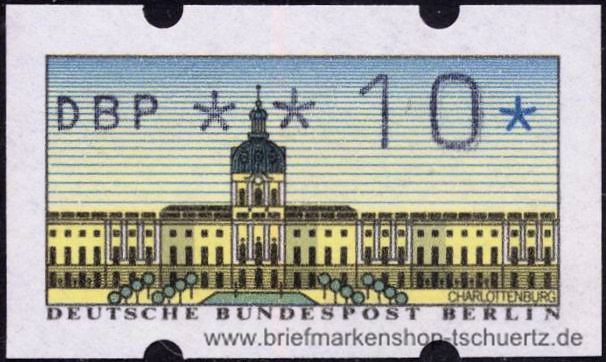 DBP * * 10*
CHARLOTTENBURG
DEUTSCHE BUNDESPOST BERLIN
www.briefmarkenshop-tschuertz.de